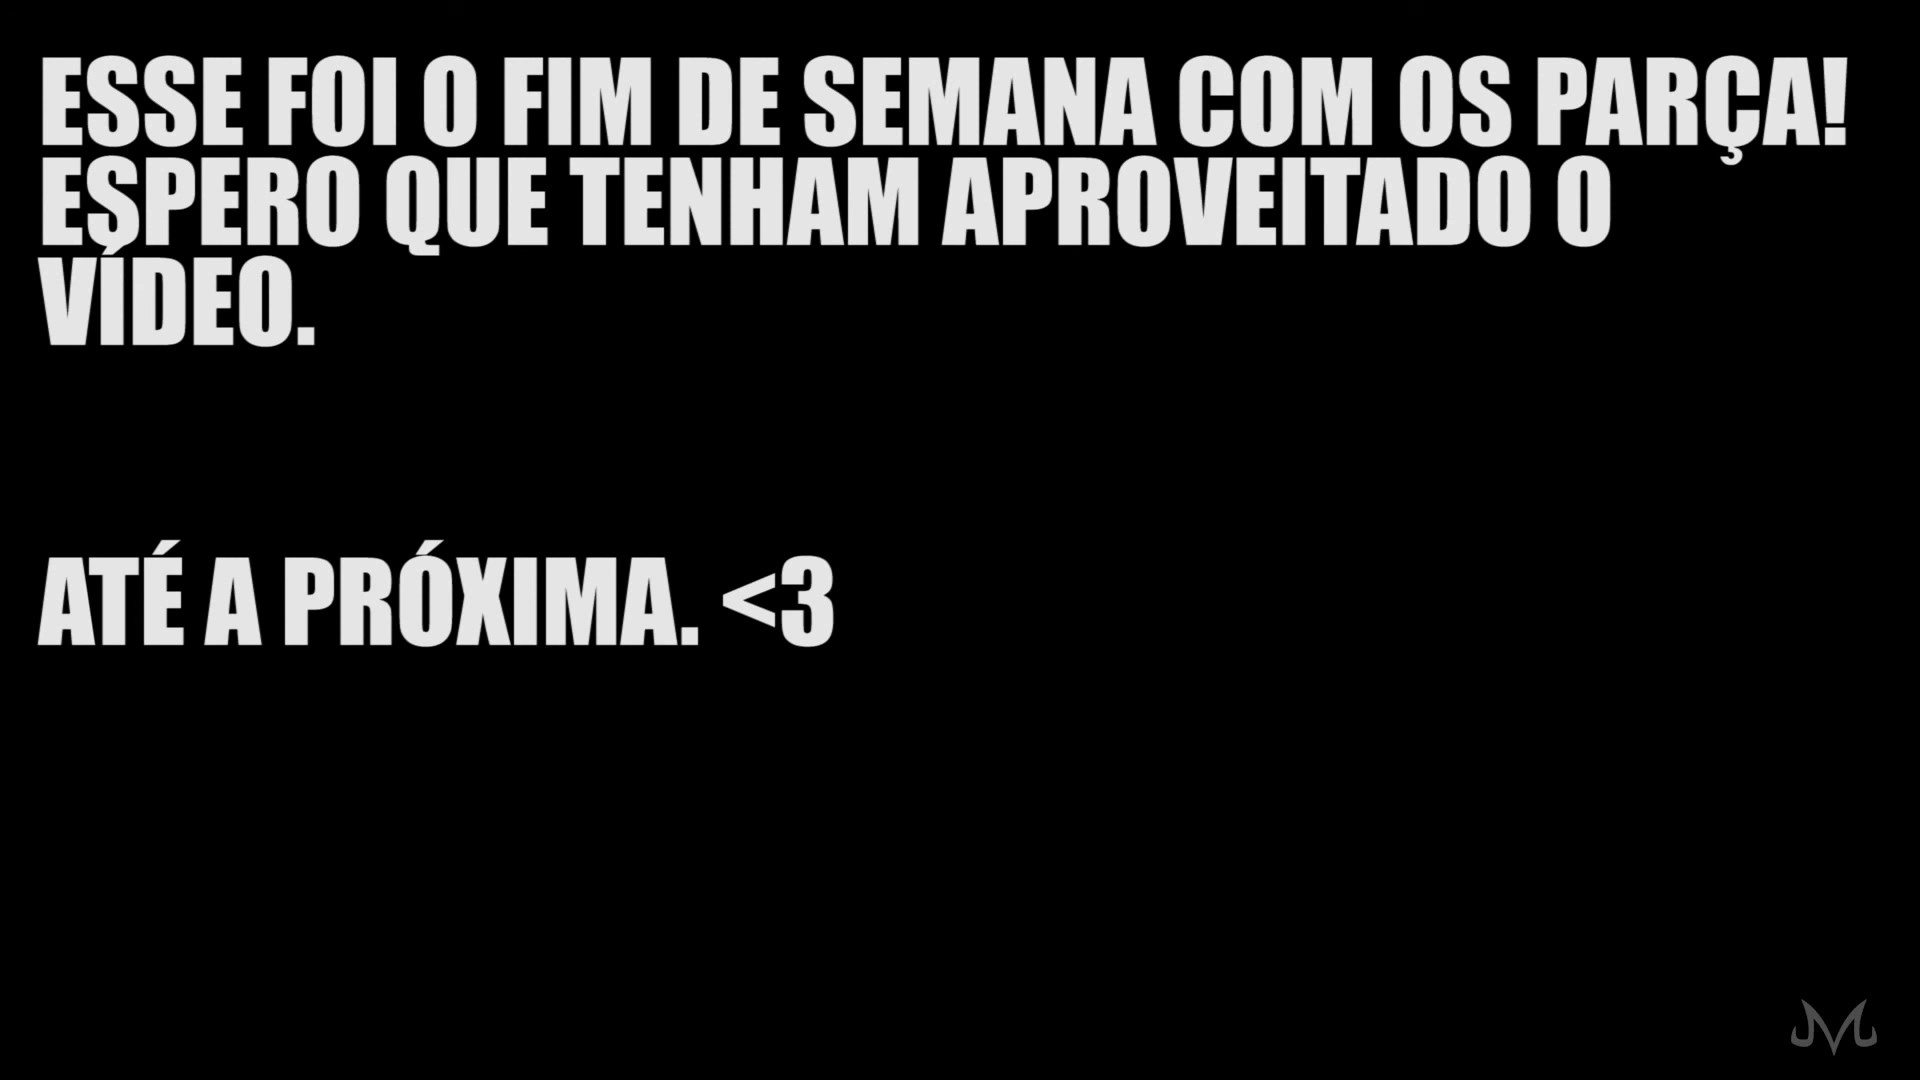 ESSE FOI O FIM DE SEMANA COM OS PARÇA!
ESPERO QUE TENHAM APROVEITADO O
VÍDEO.
ATÉ A PRÓXIMA. <3